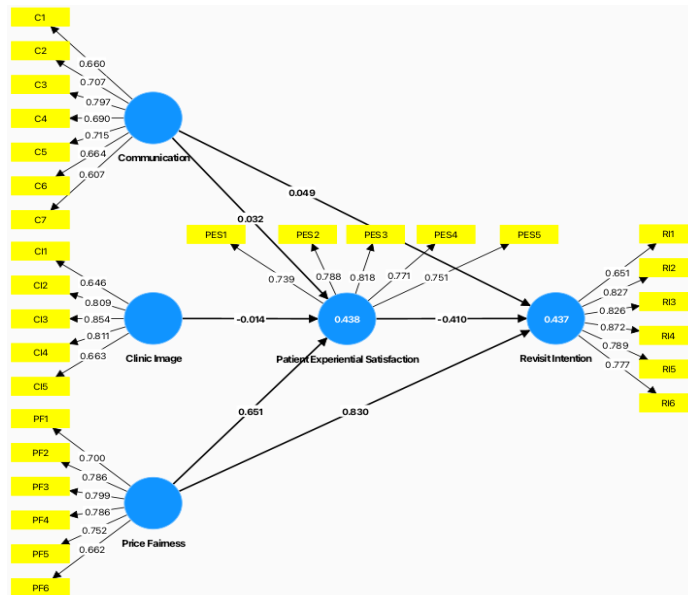 C1
C2
C3
C4
C5
C6
C7
0.660
0.707
0.797
0.690
0.715
0.664
0.607
Communication
0.049
0.032
PES1
PES2
PES3
PES4
PES5
0.739
0.788
0.818
0.771
0.751
CI1
CI2
CI3
CI4
CI5
0.646
0.809
0.854
0.811
0.663
Clinic Image
-0.014
0.438
Patient Experiential Satisfaction
-0.410
0.437
Revisit Intention
RI1
RI2
RI3
RI4
RI5
RI6
0.651
0.827
0.826
0.872
0.789
0.777
0.651
0.830
PF1
PF2
PF3
PF4
PF5
PF6
0.700
0.786
0.799
0.786
0.752
0.662
Price Fairness